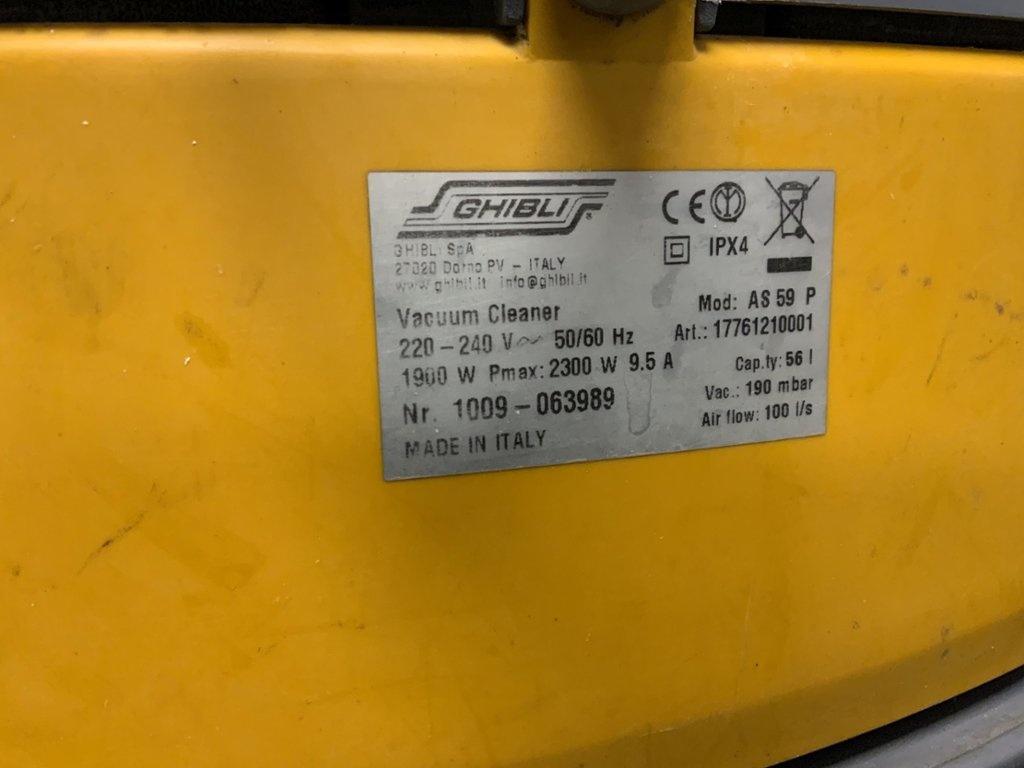 GHIBLI®
GHIBLI SpA
27020 Dorno PV - ITALY
www.ghibli.it info@ghibli.it
Vacuum Cleaner
220 - 240 V ~ 50/60 Hz
1900 W Pmax: 2300 W 9.5 A
Nr. 1009 - 063989
MADE IN ITALY
CE
IPX4
Mod: AS 59 P
Art.: 17761210001
Cap.ty: 56 l
Vac.: 190 mbar
Air flow: 100 l/s